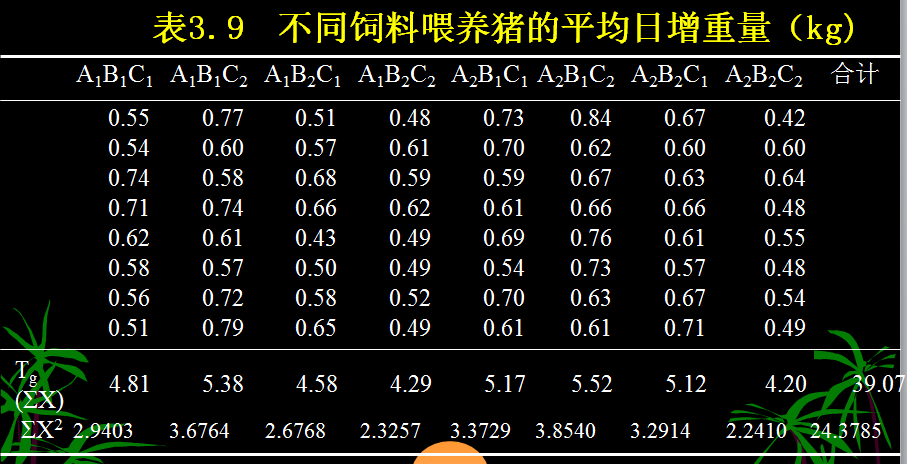 表3.9 不同饲料喂养猪的平均日增重量（kg)
A₁B₁C₁ A₁B₁C₂ A₁B₂C₁ A₁B₂C₂ A₂B₁C₁ A₂B₁C₂ A₂B₂C₁ A₂B₂C₂ 合计
0.55 0.77 0.51 0.48 0.73 0.84 0.67 0.42
0.54 0.60 0.57 0.61 0.70 0.62 0.60 0.60
0.74 0.58 0.68 0.59 0.59 0.67 0.63 0.64
0.71 0.74 0.66 0.62 0.61 0.66 0.66 0.48
0.62 0.61 0.43 0.49 0.69 0.76 0.61 0.55
0.58 0.57 0.50 0.49 0.54 0.73 0.57 0.48
0.56 0.72 0.58 0.52 0.70 0.63 0.67 0.54
0.51 0.79 0.65 0.49 0.61 0.61 0.71 0.49
Tg
(ΣX) 4.81 5.38 4.58 4.29 5.17 5.52 5.12 4.20 39.07
ΣX² 2.9403 3.6764 2.6768 2.3257 3.3729 3.8540 3.2914 2.2410 24.3785